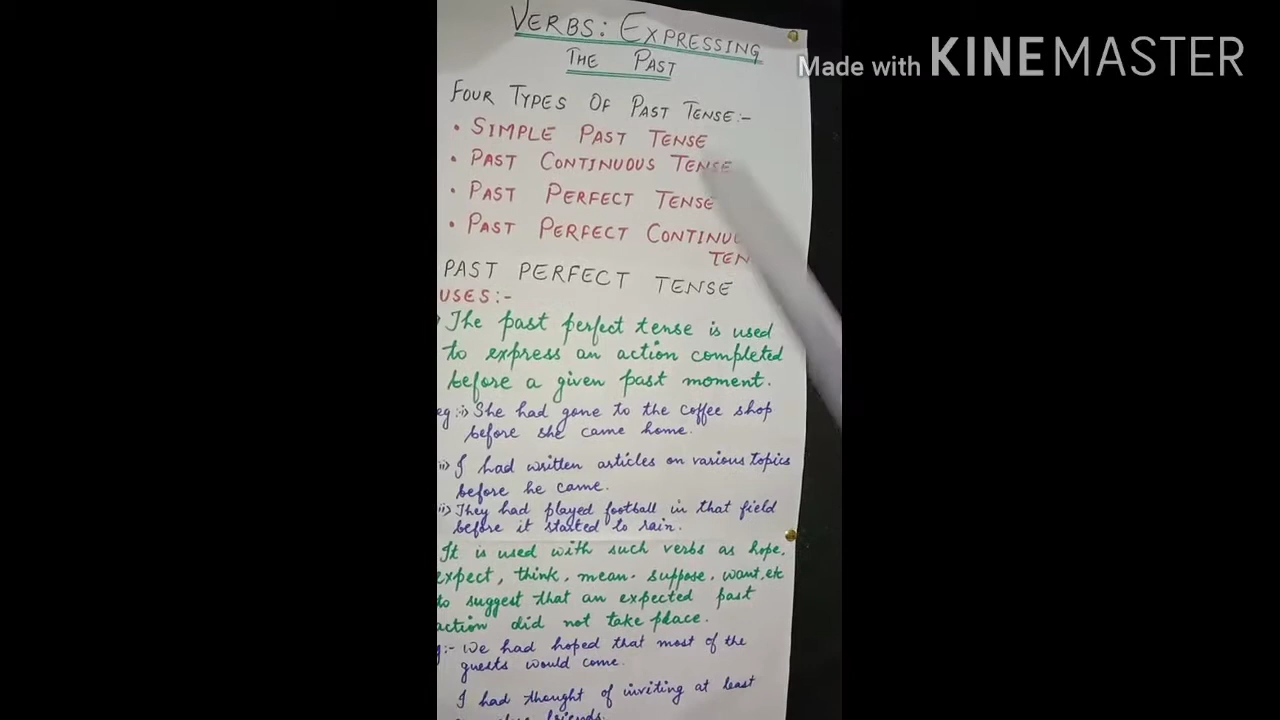 VERBS: EXPRESSING
THE PAST
Made with KINEMASTER
FOUR TYPES OF PAST TENSE:-
• SIMPLE PAST TENSE
• PAST CONTINUOUS TENSE
• PAST PERFECT TENSE
• PAST PERFECT CONTINUO
TEN
PAST PERFECT TENSE
USES:-
The past perfect tense is used
to express an action completed
before a given past moment.
eg:-i) She had gone to the coffee shop
before she came home.
ii) I had written articles on various topics
before he came.
ii) They had played football in that field
before it started to rain.
It is used with such verbs as hope,
expect, think, mean, suppose, want, etc
to suggest that an expected past
action did not take place.
g:- We had hoped that most of the
guests would come.
I had thought of inviting at least
friends.